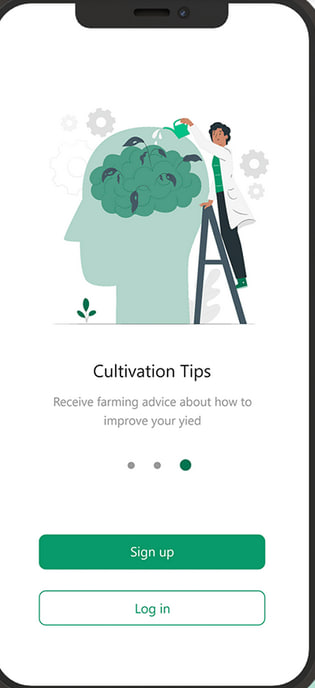 Cultivation Tips
Receive farming advice about how to
improve your yied
Sign up
Log in